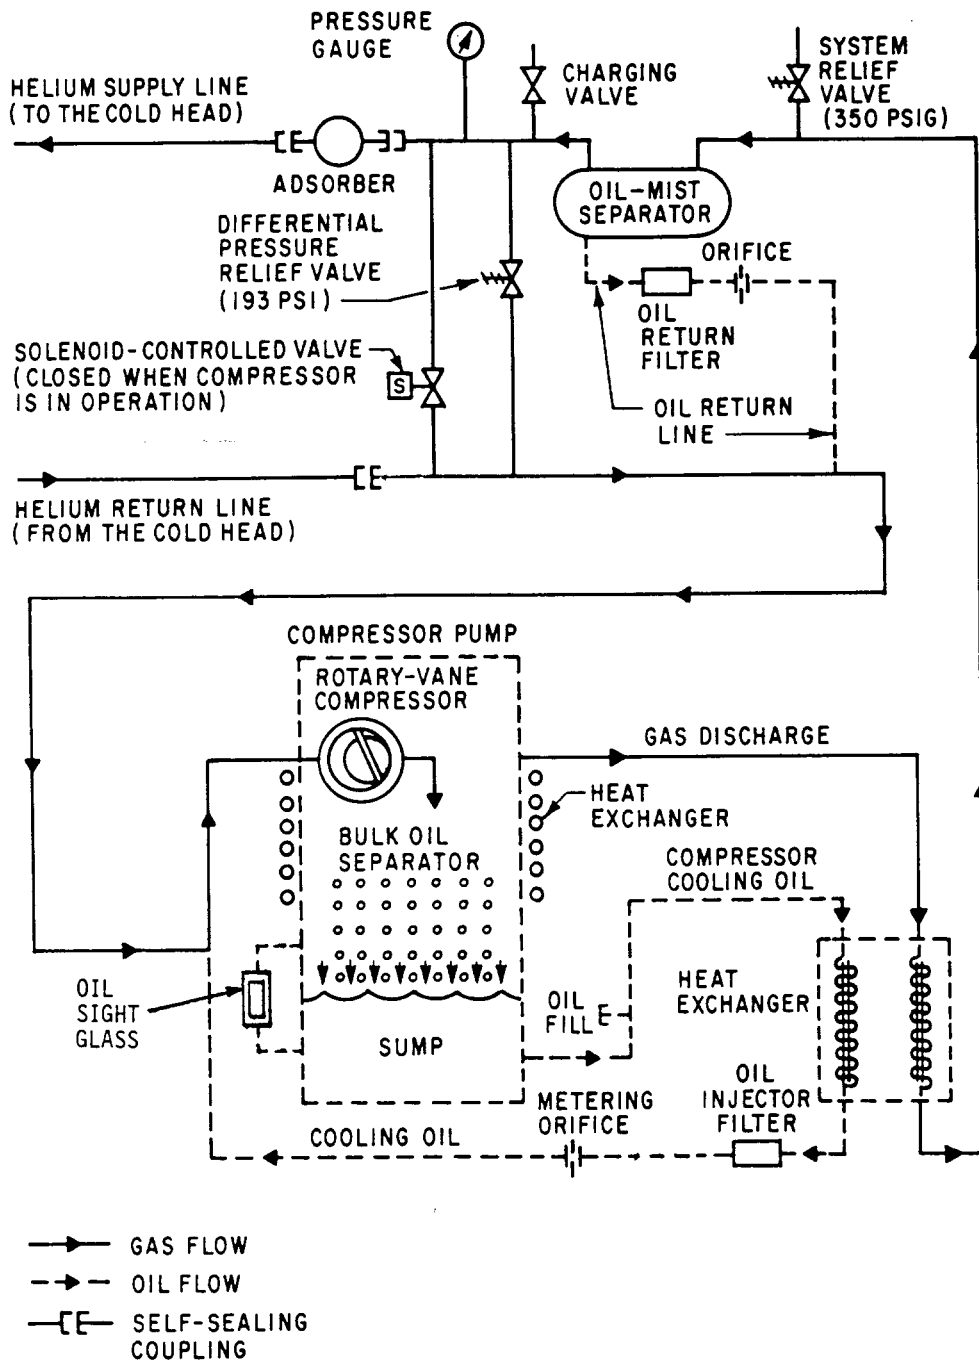 PRESSURE
GAUGE
HELIUM SUPPLY LINE
(TO THE COLD HEAD)
CHARGING
VALVE
SYSTEM
RELIEF
VALVE
(350 PSIG)
ADSORBER
OIL-MIST
SEPARATOR
DIFFERENTIAL
PRESSURE
RELIEF VALVE
(193 PSI)
ORIFICE
OIL
RETURN
FILTER
SOLENOID-CONTROLLED VALVE
(CLOSED WHEN COMPRESSOR
IS IN OPERATION)
S
OIL RETURN
LINE
HELIUM RETURN LINE
(FROM THE COLD HEAD)
COMPRESSOR PUMP
ROTARY-VANE
COMPRESSOR
GAS DISCHARGE
HEAT
EXCHANGER
BULK OIL
SEPARATOR
COMPRESSOR
COOLING OIL
OIL
SIGHT
GLASS
OIL
FILL
HEAT
EXCHANGER
SUMP
METERING
ORIFICE
OIL
INJECTOR
FILTER
COOLING OIL
GAS FLOW
OIL FLOW
SELF-SEALING
COUPLING